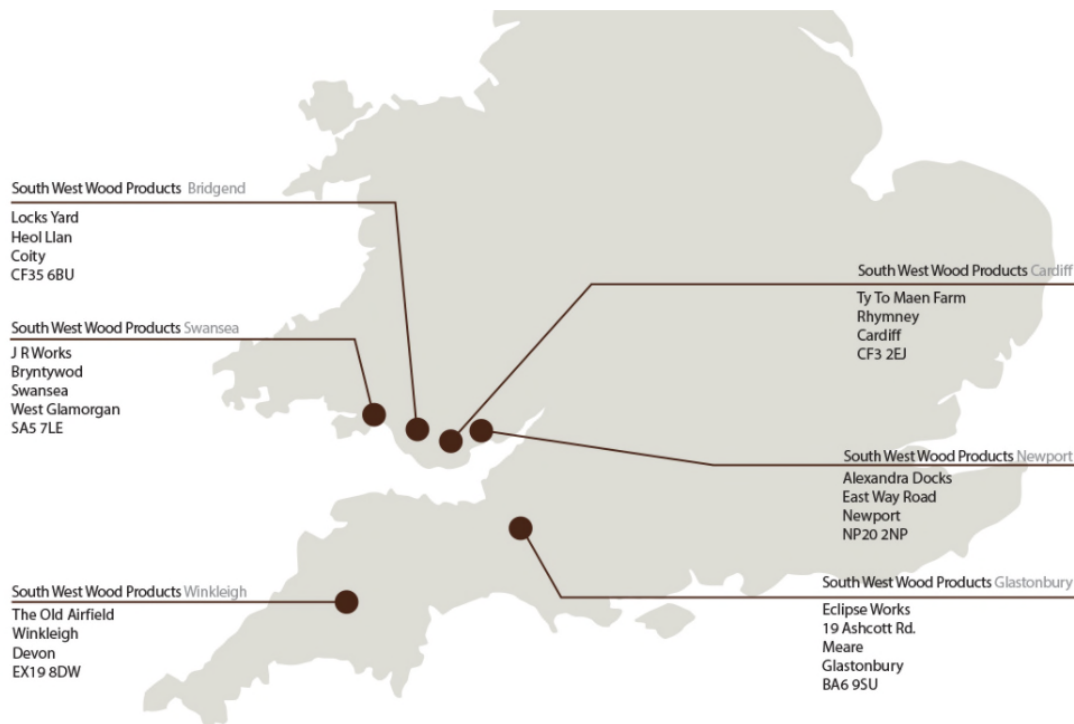 South West Wood Products Bridgend
Locks Yard
Heol Llan
Coity
CF35 6BU
South West Wood Products Swansea
J R Works
Bryntywod
Swansea
West Glamorgan
SA5 7LE
South West Wood Products Winkleigh
The Old Airfield
Winkleigh
Devon
EX19 8DW
South West Wood Products Cardiff
Ty To Maen Farm
Rhymney
Cardiff
CF3 2EJ
South West Wood Products Newport
Alexandra Docks
East Way Road
Newport
NP20 2NP
South West Wood Products Glastonbury
Eclipse Works
19 Ashcott Rd.
Meare
Glastonbury
BA6 9SU